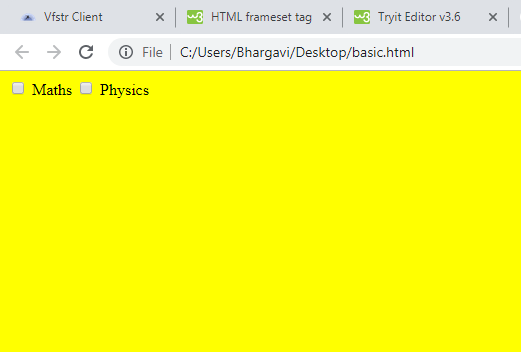 Vfstr Client HTML frameset tag Tryit Editor v3.6
File C:/Users/Bhargavi/Desktop/basic.html
Maths Physics